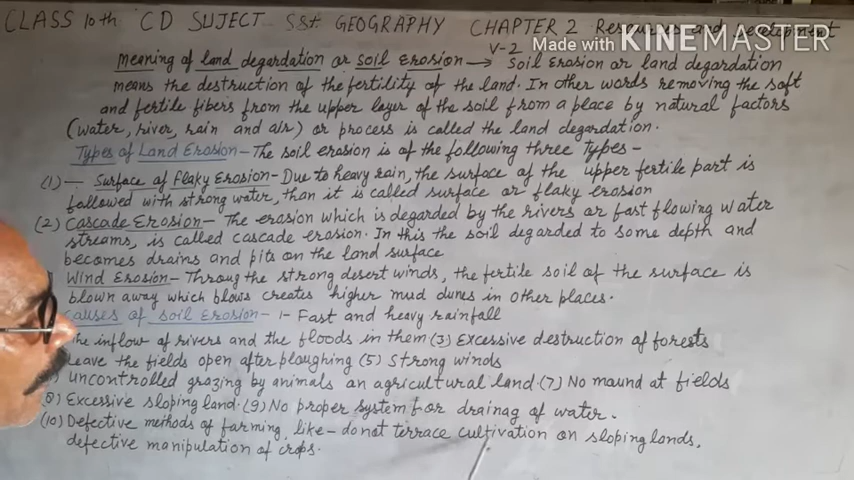 CLASS 10th CD SUJECT SSt GEOGRAPHY CHAPTER 2 Resources and development
V-2 Made with KINEMASTER
Meaning of land degardation or soil Erosion → Soil Erosion or land degardation
means the destruction of the fertility of the land. In other words removing the soft
and fertile fibers from the upper layer of the soil from a place by natural factors
(water, river, rain and air) or process is called the land degardation.
Types of Land Erosion - The soil erosion is of the following three types -
(1) - Surface of flaky Erosion - Due to heavy rain, the surface of the upper fertile part is
followed with strong water, than it is called surface or flaky erosion
(2) Cascade Erosion - The erosion which is degarded by the rivers or fast flowing water
streams, is called cascade erosion. In this the soil degarded to some depth and
becomes drains and pits on the land surface
Wind Erosion - Throug the strong desert winds, the fertile soil of the surface is
blown away which blows creates higher mud dunes in other places.
Causes of soil Erosion - 1- Fast and heavy rainfall
The inflow of rivers and the floods in them (3) Excessive destruction of forests
Leave the fields open after ploughing (5) Strong winds
Uncontrolled grazing by animals an agricultural land (7) No maund at fields
(8) Excessive sloping land. (9) No proper system for drainag of water.
(10) Defective methods of farming, like - do not terrace cultivation on sloping lands,
defective manipulation of crops.